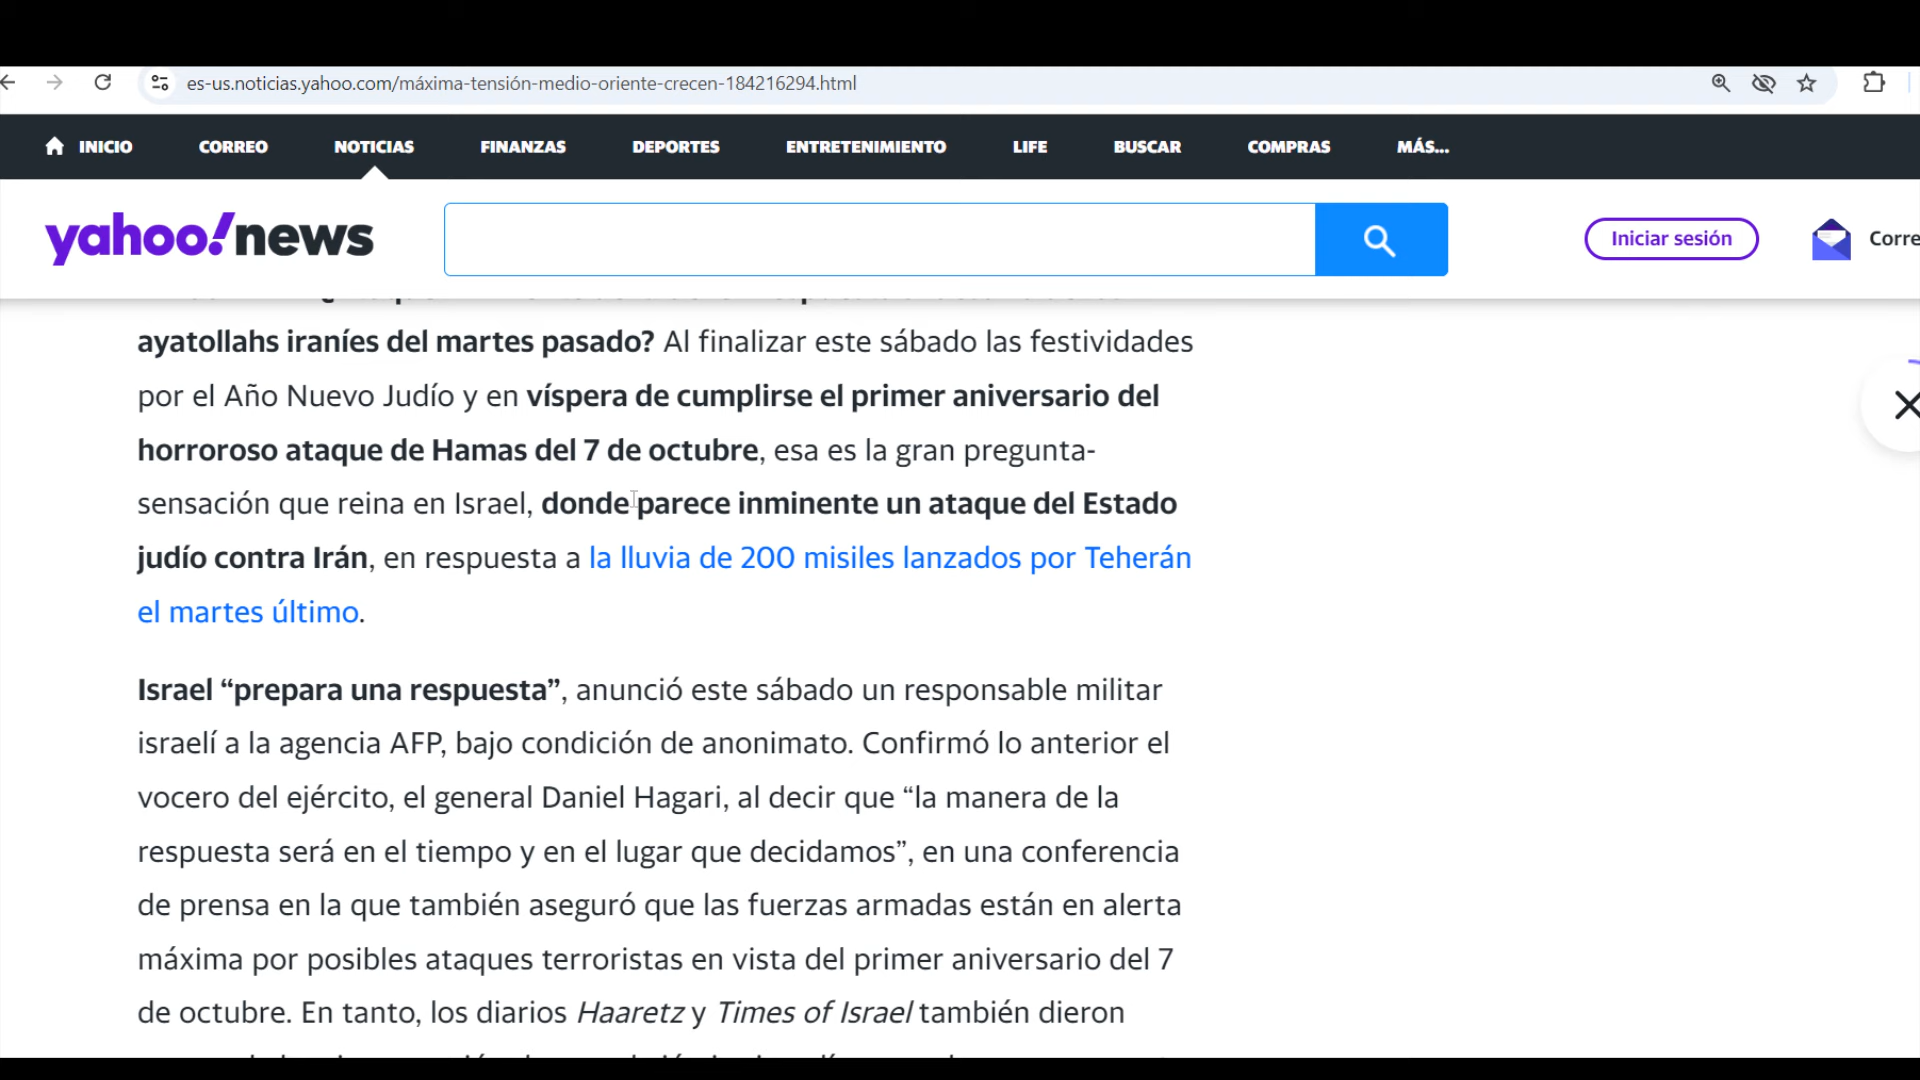 es-us.noticias.yahoo.com/máxima-tensión-medio-oriente-crecen-184216294.html
INICIO CORREO NOTICIAS FINANZAS DEPORTES ENTRETENIMIENTO LIFE BUSCAR COMPRAS MÁS...
yahoo!news
Iniciar sesión
Corre
ayatollahs iraníes del martes pasado? Al finalizar este sábado las festividades
por el Año Nuevo Judío y en víspera de cumplirse el primer aniversario del
horroroso ataque de Hamas del 7 de octubre, esa es la gran pregunta-
sensación que reina en Israel, donde parece inminente un ataque del Estado
judío contra Irán, en respuesta a la lluvia de 200 misiles lanzados por Teherán
el martes último.
Israel “prepara una respuesta”, anunció este sábado un responsable militar
israelí a la agencia AFP, bajo condición de anonimato. Confirmó lo anterior el
vocero del ejército, el general Daniel Hagari, al decir que “la manera de la
respuesta será en el tiempo y en el lugar que decidamos”, en una conferencia
de prensa en la que también aseguró que las fuerzas armadas están en alerta
máxima por posibles ataques terroristas en vista del primer aniversario del 7
de octubre. En tanto, los diarios Haaretz y Times of Israel también dieron